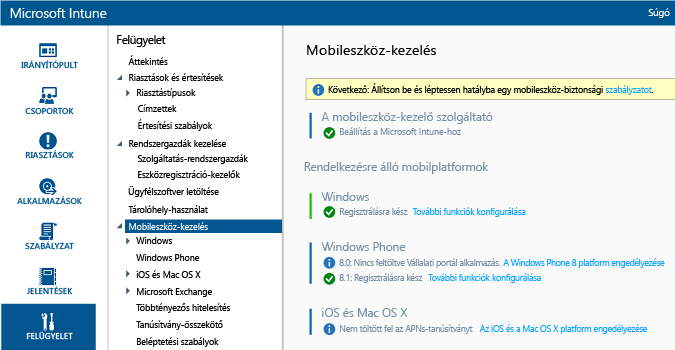 Microsoft Intune
Súgó
IRÁNYÍTÓPULT
CSOPORTOK
RIASZTÁSOK
ALKALMAZÁSOK
SZABÁLYZAT
JELENTÉSEK
FELÜGYELET
Felügyelet
Áttekintés
Riasztások és értesítések
Riasztástípusok
Címzettek
Értesítési szabályok
Rendszergazdák kezelése
Szolgáltatás-rendszergazdák
Eszközregisztráció-kezelők
Ügyfélszoftver letöltése
Tárolóhely-használat
Mobileszköz-kezelés
Windows
Windows Phone
iOS és Mac OS X
Microsoft Exchange
Többtényezős hitelesítés
Tanúsítvány-összekötő
Beléptetési szabályok
Mobileszköz-kezelés
Következő: Állítson be és léptessen hatályba egy mobileszköz-biztonsági szabályzatot.
A mobileszköz-kezelő szolgáltató
Beállítás a Microsoft Intune-hoz
Rendelkezésre álló mobilplatformok
Windows
Regisztrálásra kész További funkciók konfigurálása
Windows Phone
8.0: Nincs feltöltve Vállalati portál alkalmazás. A Windows Phone 8 platform engedélyezése
8.1: Regisztrálásra kész További funkciók konfigurálása
iOS és Mac OS X
Nem töltött fel az APNs-tanúsítványt Az iOS és a Mac OS X platform engedélyezése